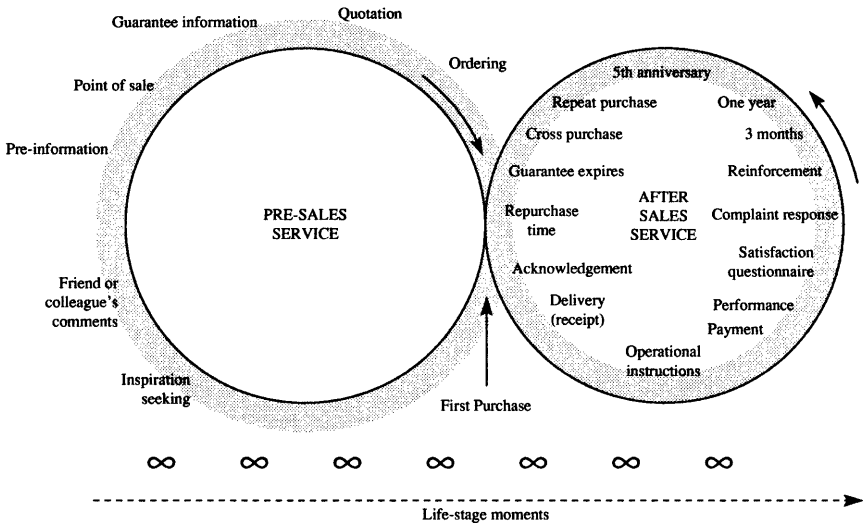 Quotation
Guarantee information
Ordering
Point of sale
Pre-information
PRE-SALES
SERVICE
Friend or
colleague's
comments
Inspiration
seeking
First Purchase
5th anniversary
Repeat purchase
One year
Cross purchase
3 months
Guarantee expires
Reinforcement
Repurchase
time
AFTER
SALES
SERVICE
Complaint response
Satisfaction
questionnaire
Acknowledgement
Delivery
(receipt)
Performance
Payment
Operational
instructions
∞ ∞ ∞ ∞ ∞ ∞ ∞
Life-stage moments